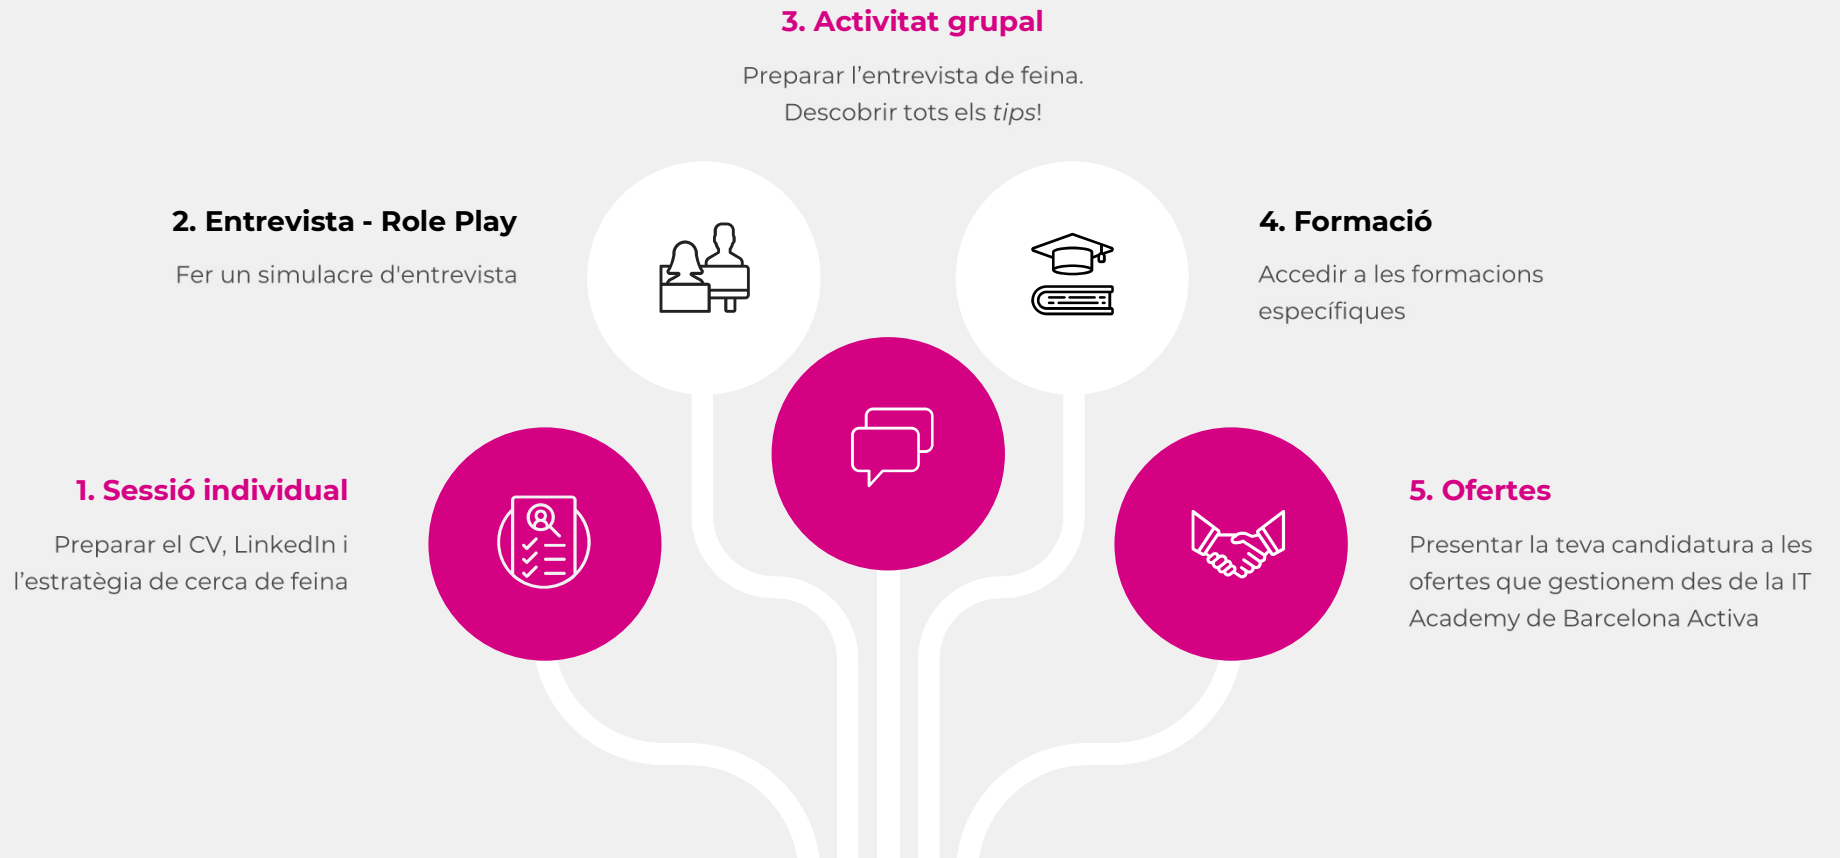 3. Activitat grupal
Preparar l’entrevista de feina.
Descobrir tots els tips!
2. Entrevista - Role Play
Fer un simulacre d'entrevista
4. Formació
Accedir a les formacions
específiques
1. Sessió individual
Preparar el CV, LinkedIn i
l’estratègia de cerca de feina
5. Ofertes
Presentar la teva candidatura a les
ofertes que gestionem des de la IT
Academy de Barcelona Activa